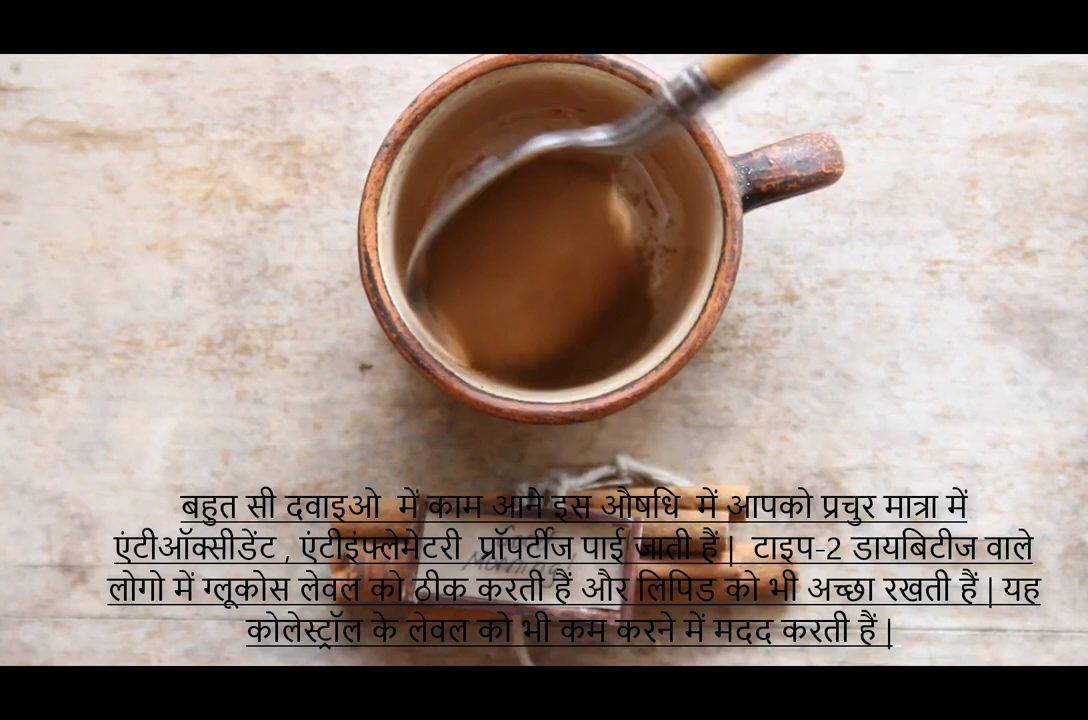 बहुत सी दवाइओ  में काम आने इस औषधि  में आपको प्रचुर मात्रा में
एंटीऑक्सीडेंट , एंटीइंफ्लेमेटरी  प्रॉपर्टीज पाई जाती हैं |  टाइप-2 डायबिटीज वाले
लोगो में ग्लूकोस लेवल को ठीक करती हैं और लिपिड को भी अच्छा रखती हैं | यह
कोलेस्ट्रॉल के लेवल को भी कम करने में मदद करती हैं |